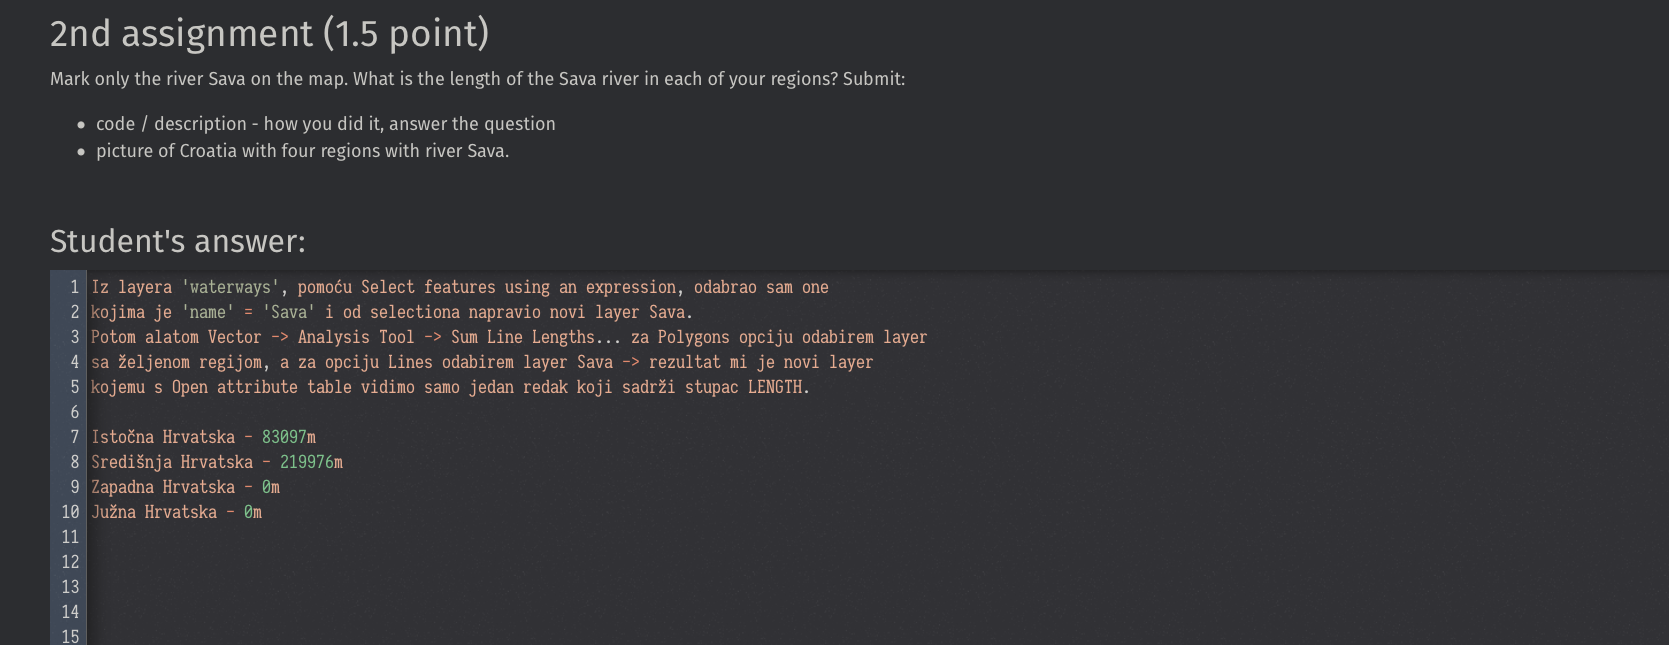 2nd assignment (1.5 point)
Mark only the river Sava on the map. What is the length of the Sava river in each of your regions? Submit:
• code / description - how you did it, answer the question
• picture of Croatia with four regions with river Sava.
Student's answer:
1 Iz layera 'waterways', pomoću Select features using an expression, odabrao sam one
2 kojima je 'name' = 'Sava' i od selectiona napravio novi layer Sava.
3 Potom alatom Vector -> Analysis Tool -> Sum Line Lengths... za Polygons opciju odabirem layer
4 sa željenom regijom, a za opciju Lines odabirem layer Sava -> rezultat mi je novi layer
5 kojemu s Open attribute table vidimo samo jedan redak koji sadrži stupac LENGTH.
6
7 Istočna Hrvatska - 83097m
8 Središnja Hrvatska - 219976m
9 Zapadna Hrvatska - 0m
10 Južna Hrvatska - 0m
11
12
13
14
15